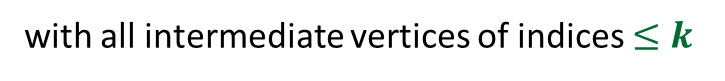 with all intermediate vertices of indices ≤ k